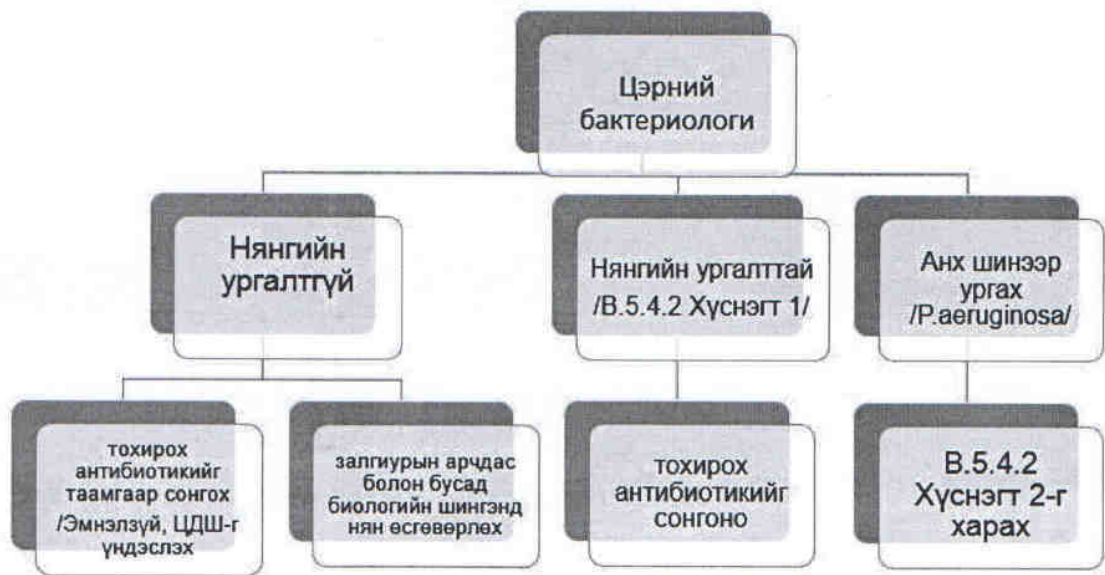 Цэрний
бактериологи
Нянгийн
ургалтгүй
Нянгийн ургалттай
/В.5.4.2 Хүснэгт 1/
Анх шинээр
ургах
/P.aeruginosa/
тохирох
антибиотикийг
таамгаар сонгох
/Эмнэлзүй, ЦДШ-г
үндэслэх
залгиурын арчдас
болон бусад
биологийн шингэнд
нян өсгөвөрлөх
тохирох
антибиотикийг
сонгоно
В.5.4.2
Хүснэгт 2-г
харах